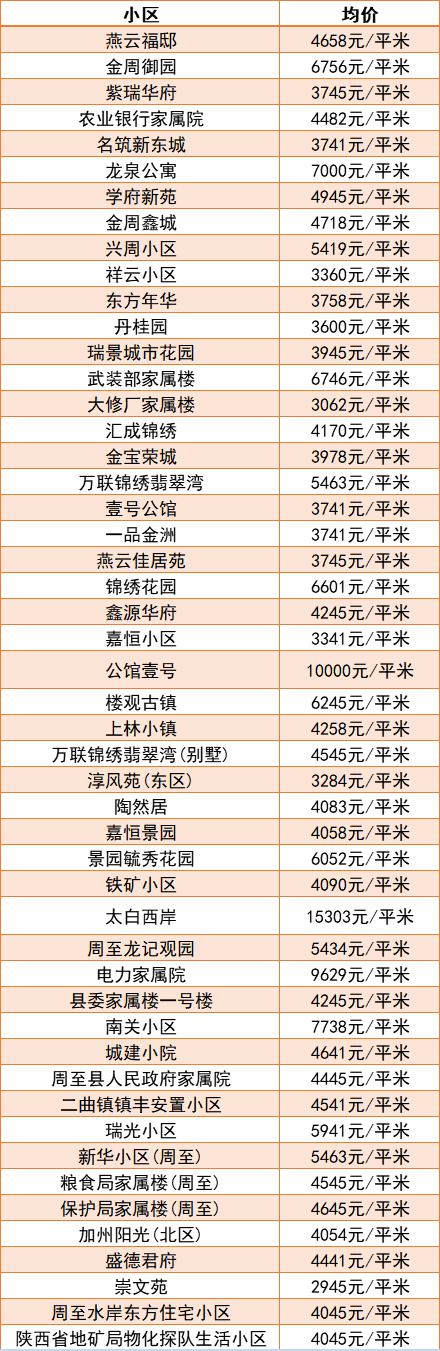 小区 均价
燕云福邸 4658元/平米
金周御园 6756元/平米
紫瑞华府 3745元/平米
农业银行家属院 4482元/平米
名筑新东城 3741元/平米
龙泉公寓 7000元/平米
学府新苑 4945元/平米
金周鑫城 4718元/平米
兴周小区 5419元/平米
祥云小区 3360元/平米
东方年华 3758元/平米
丹桂园 3600元/平米
瑞景城市花园 3945元/平米
武装部家属楼 6746元/平米
大修厂家属楼 3062元/平米
汇成锦绣 4170元/平米
金宝荣城 3978元/平米
万联锦绣翡翠湾 5463元/平米
壹号公馆 3741元/平米
一品金洲 3741元/平米
燕云佳居苑 3745元/平米
锦绣花园 6601元/平米
鑫源华府 4245元/平米
嘉恒小区 3341元/平米
公馆壹号 10000元/平米
楼观古镇 6245元/平米
上林小镇 4258元/平米
万联锦绣翡翠湾(别墅) 4545元/平米
淳风苑(东区) 3284元/平米
陶然居 4083元/平米
嘉恒景园 4058元/平米
景园毓秀花园 6052元/平米
铁矿小区 4090元/平米
太白西岸 15303元/平米
周至龙记观园 5434元/平米
电力家属院 9629元/平米
县委家属楼一号楼 4245元/平米
南关小区 7738元/平米
城建小院 4641元/平米
周至县人民政府家属院 4445元/平米
二曲镇镇丰安置小区 4541元/平米
瑞光小区 5941元/平米
新华小区(周至) 5463元/平米
粮食局家属楼(周至) 4545元/平米
保护局家属楼(周至) 4645元/平米
加州阳光(北区) 4054元/平米
盛德君府 4441元/平米
崇文苑 2945元/平米
周至水岸东方住宅小区 4045元/平米
陕西省地矿局物化探队生活小区 4045元/平米